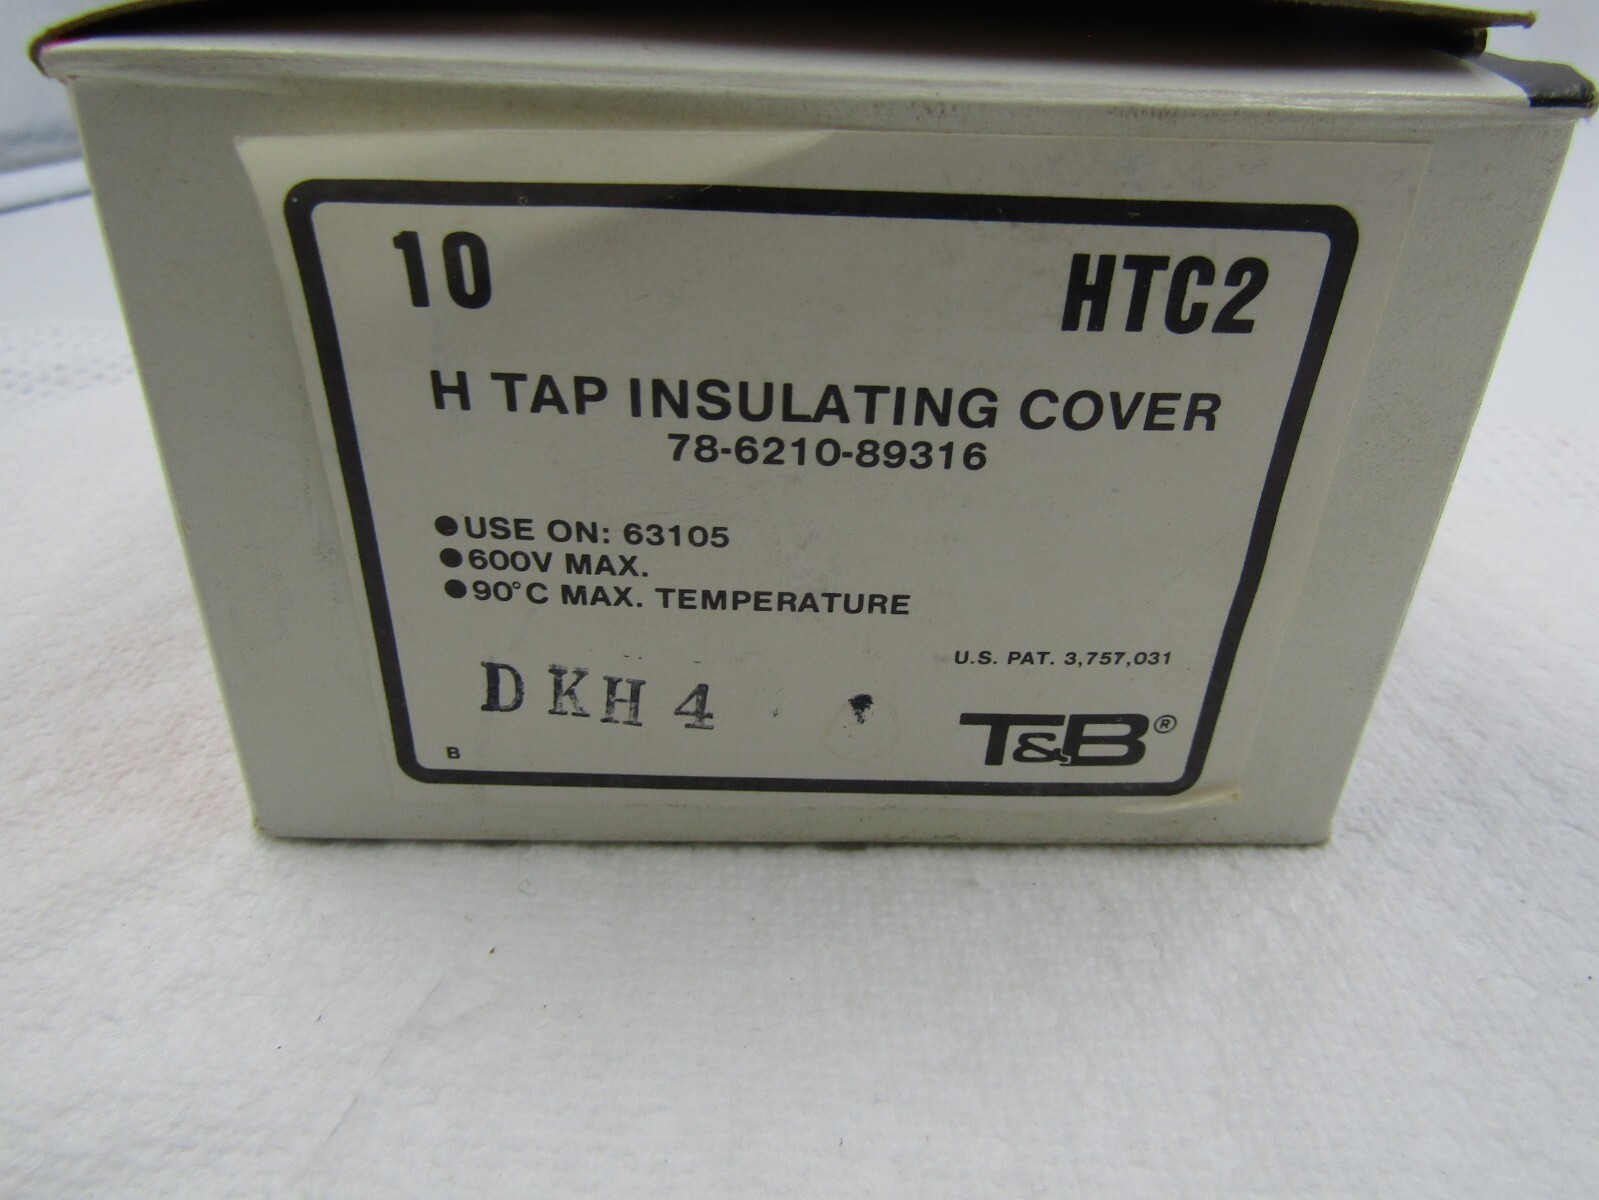 10 HTC2
H TAP INSULATING COVER
78-6210-89316
●USE ON: 63105
●600V MAX.
●90°C MAX. TEMPERATURE
U.S. PAT. 3,757,031
DKH4
T&B®
B